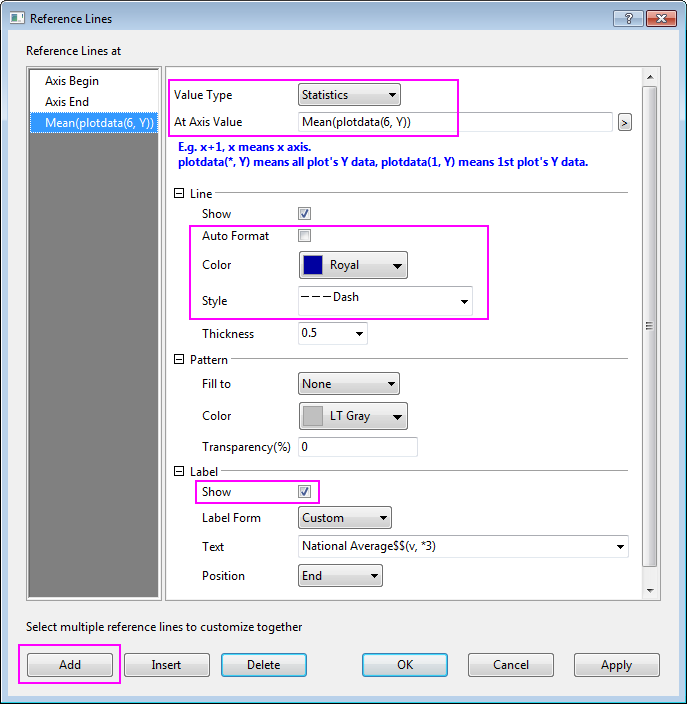 Reference Lines
Reference Lines at
Axis Begin
Axis End
Mean(plotdata(6, Y))
Value Type Statistics
At Axis Value Mean(plotdata(6, Y)) >
E.g. x+1, x means x axis.
plotdata(*, Y) means all plot's Y data, plotdata(1, Y) means 1st plot's Y data.
Line
Show
Auto Format
Color Royal
Style Dash
Thickness 0.5
Pattern
Fill to None
Color LT Gray
Transparency(%) 0
Label
Show
Label Form Custom
Text National Average$$(v, *3)
Position End
Select multiple reference lines to customize together
Add Insert Delete OK Cancel Apply